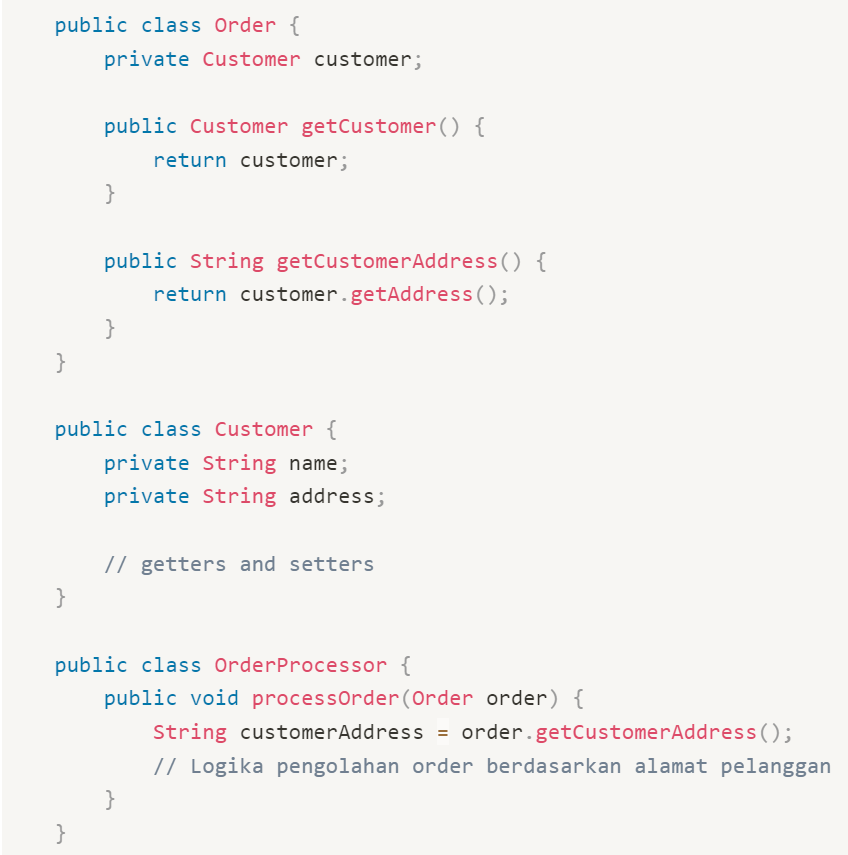 public class Order {
    private Customer customer;

    public Customer getCustomer() {
        return customer;
    }

    public String getCustomerAddress() {
        return customer.getAddress();
    }
}

public class Customer {
    private String name;
    private String address;

    // getters and setters
}

public class OrderProcessor {
    public void processOrder(Order order) {
        String customerAddress = order.getCustomerAddress();
        // Logika pengolahan order berdasarkan alamat pelanggan
    }
}